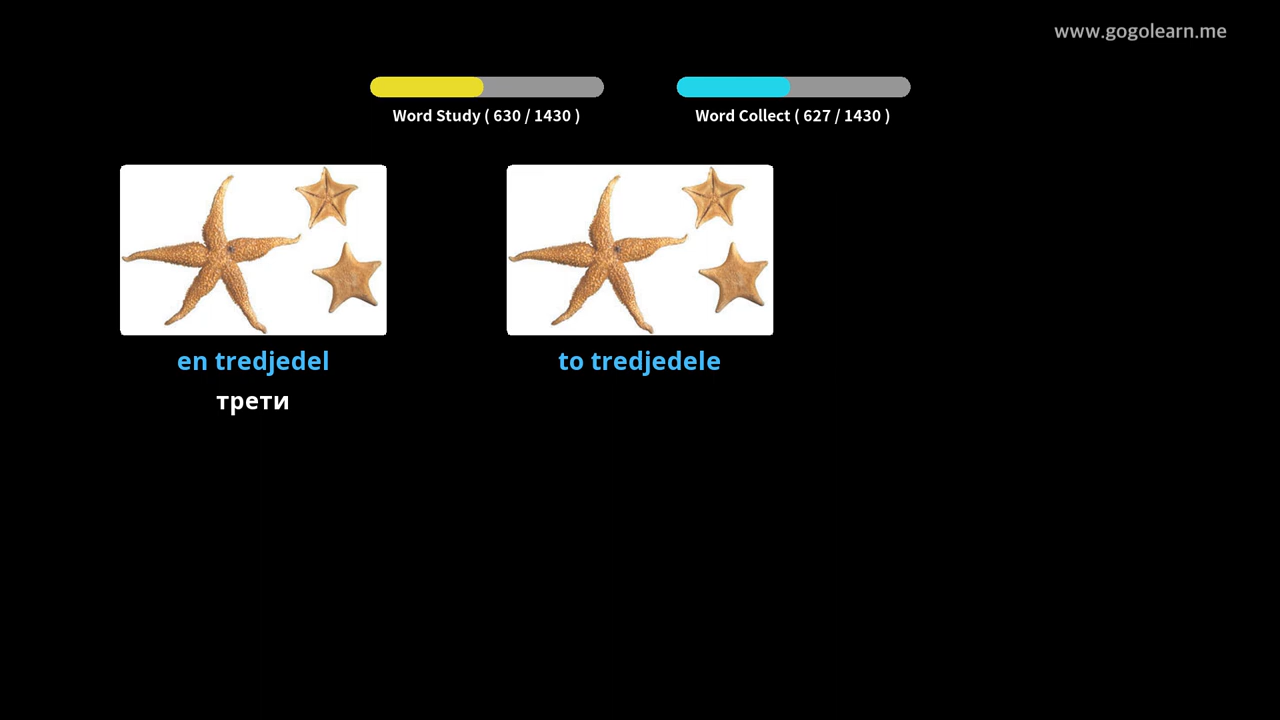 www.gogolearn.me
Word Study ( 630 / 1430 )
Word Collect ( 627 / 1430 )
en tredjedel
to tredjedele
трети